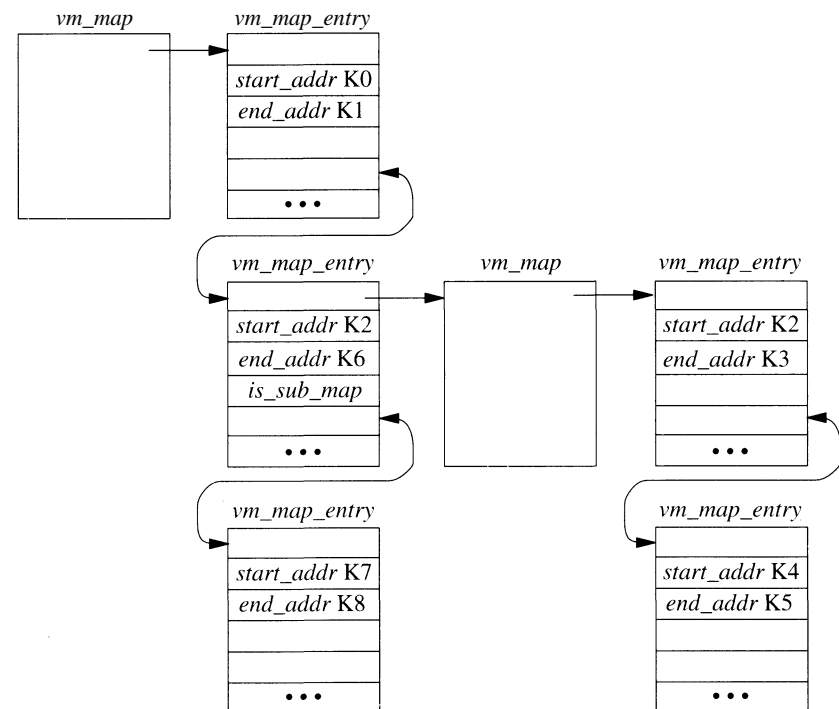 vm_map
vm_map_entry
start_addr K0
end_addr K1
•••
vm_map_entry
start_addr K2
end_addr K6
is_sub_map
•••
vm_map
vm_map_entry
start_addr K2
end_addr K3
•••
vm_map_entry
start_addr K7
end_addr K8
•••
vm_map_entry
start_addr K4
end_addr K5
•••